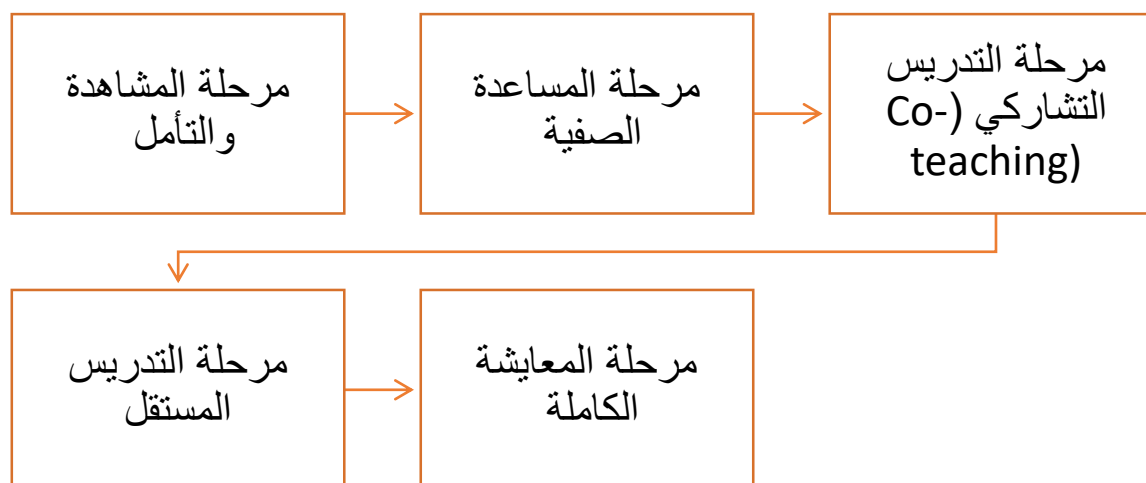 مرحلة المشاهدة
والتأمل
مرحلة المساعدة
الصفية
مرحلة التدريس
التشاركي (Co-
teaching)
مرحلة التدريس
المستقل
مرحلة المعايشة
الكاملة